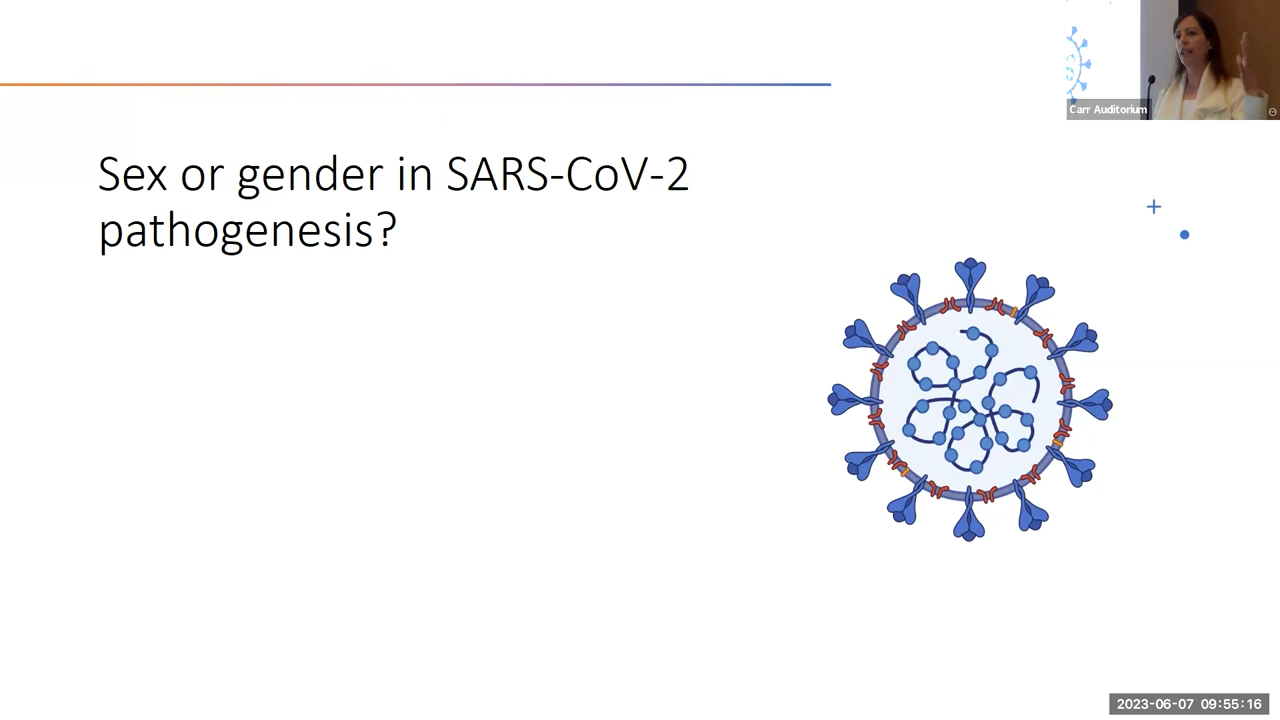 Carr Auditorium
Sex or gender in SARS-CoV-2
pathogenesis?
2023-06-07 09:55:16